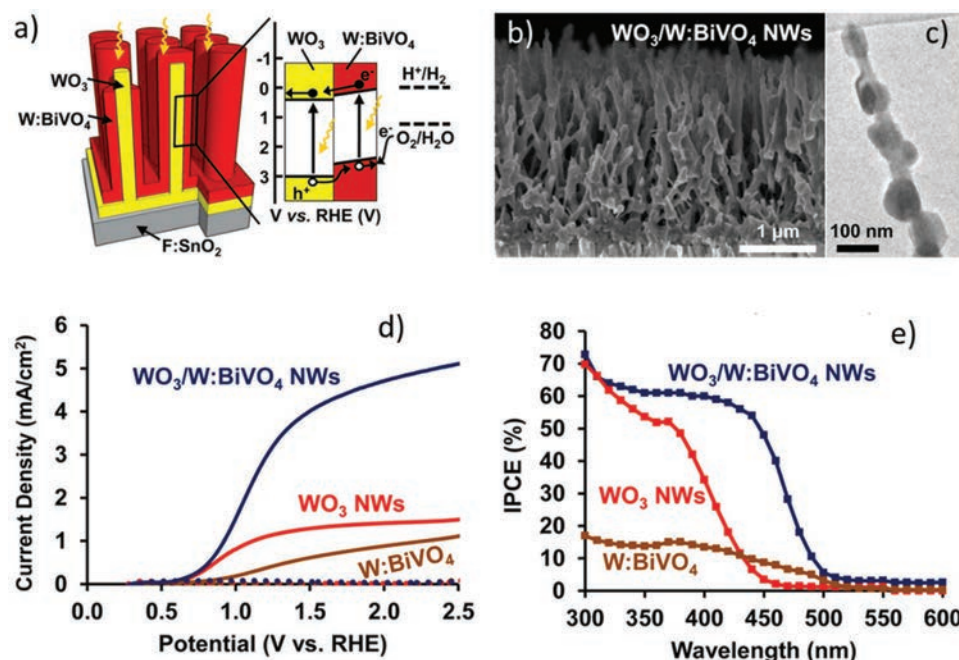 a)
WO₃
W:BiVO₄
F:SnO₂
WO₃ W:BiVO₄
-1
0
1
2
3
e⁻
H⁺/H₂
e⁻
O₂/H₂O
h⁺
V vs. RHE (V)
b) WO₃/W:BiVO₄ NWs
1 µm
c)
100 nm
d)
Current Density (mA/cm²)
6
5
4
3
2
1
0
WO₃/W:BiVO₄ NWs
WO₃ NWs
W:BiVO₄
0.0 0.5 1.0 1.5 2.0 2.5
Potential (V vs. RHE)
e)
IPCE (%)
80
70
60
50
40
30
20
10
0
WO₃/W:BiVO₄ NWs
WO₃ NWs
W:BiVO₄
300 350 400 450 500 550 600
Wavelength (nm)